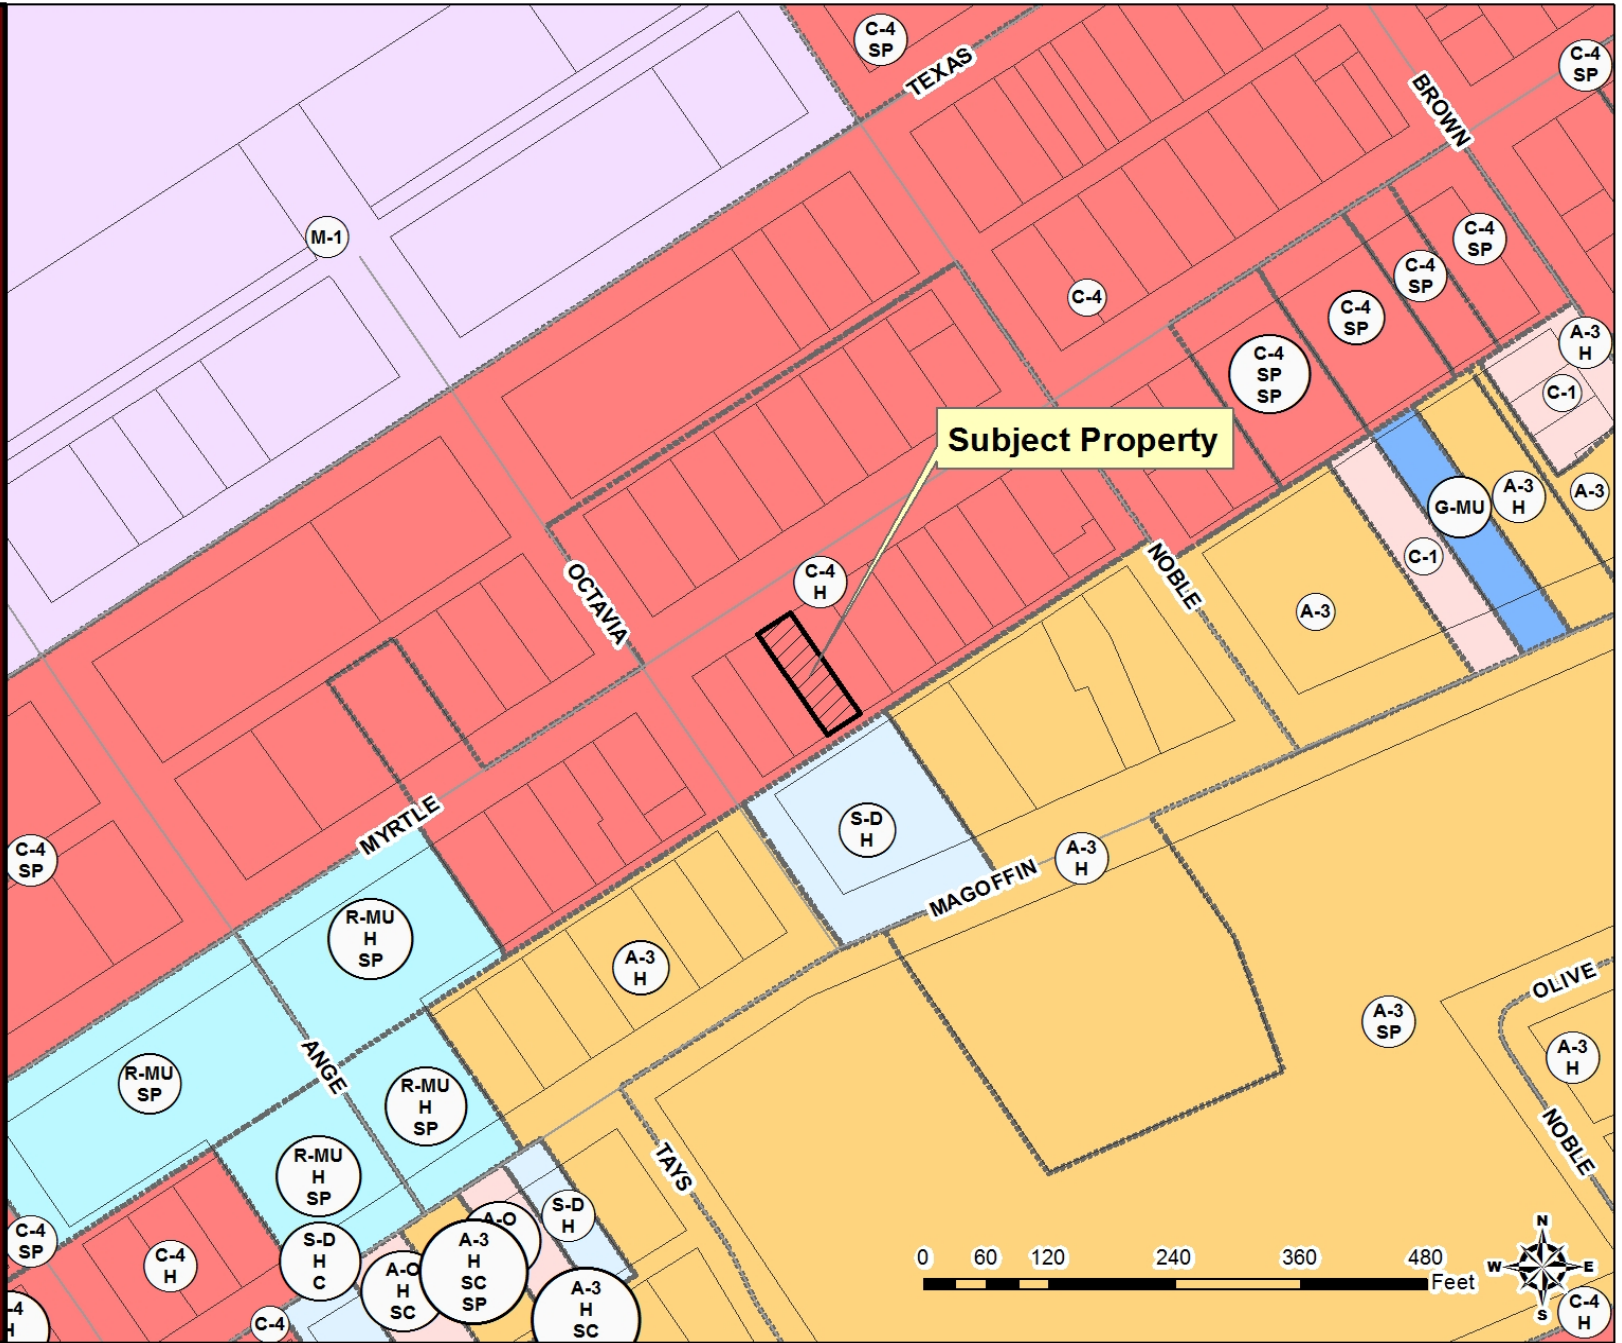 C-4
SP
TEXAS
C-4
SP
BROWN
M-1
C-4
SP
C-4
SP
C-4
C-4
SP
C-4
SP
SP
A-3
H
C-1
Subject Property
G-MU
A-3
H
A-3
C-1
OCTAVIA
C-4
H
NOBLE
A-3
MYRTLE
S-D
H
C-4
SP
A-3
H
MAGOFFIN
R-MU
H
SP
A-3
H
OLIVE
A-3
SP
A-3
H
ANGE
R-MU
SP
R-MU
H
SP
NOBLE
TAYS
R-MU
H
SP
S-D
H
A-O
C-4
SP
C-4
H
S-D
H
C
A-O
H
SC
A-3
H
SC
SP
A-3
H
SC
C-4
-4
H
0 60 120 240 360 480
Feet
N
W
E
S
C-4
H